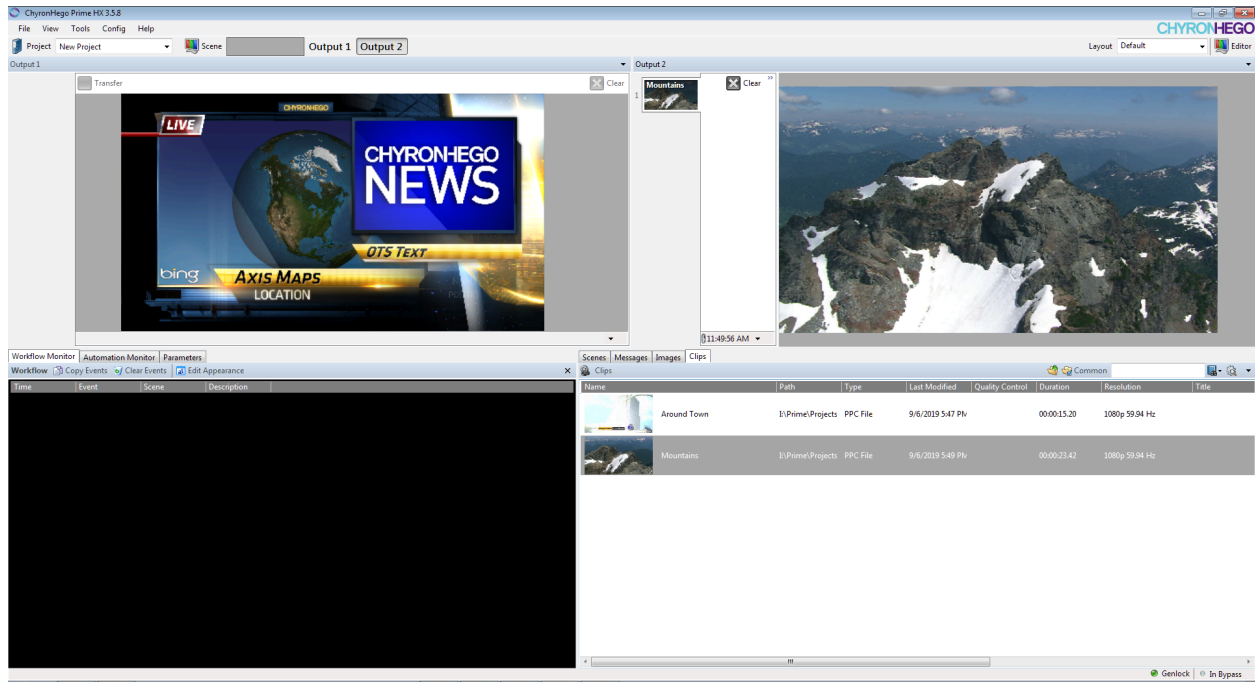 ChyronHego Prime HX 3.5.8
File View Tools Config Help
CHYRONHEGO
Project New Project Scene Output 1 Output 2 Layout Default Editor
Output 1
Output 2
Transfer Clear
Mountains Clear
1
CHYRONHEGO
LIVE
CHYRONHEGO
NEWS
OTS TEXT
bing
AXIS MAPS
LOCATION
11:49:56 AM
Workflow Monitor Automation Monitor Parameters
Scenes Messages Images Clips
Workflow Copy Events Clear Events Edit Appearance
Clips Common
Time Event Scene Description
Name Path Type Last Modified Quality Control Duration Resolution Title
Around Town I:\Prime\Projects PPC File 9/6/2019 5:47 PM 00:00:15.20 1080p 59.94 Hz
Mountains I:\Prime\Projects PPC File 9/6/2019 5:49 PM 00:00:23.42 1080p 59.94 Hz
Genlock In Bypass